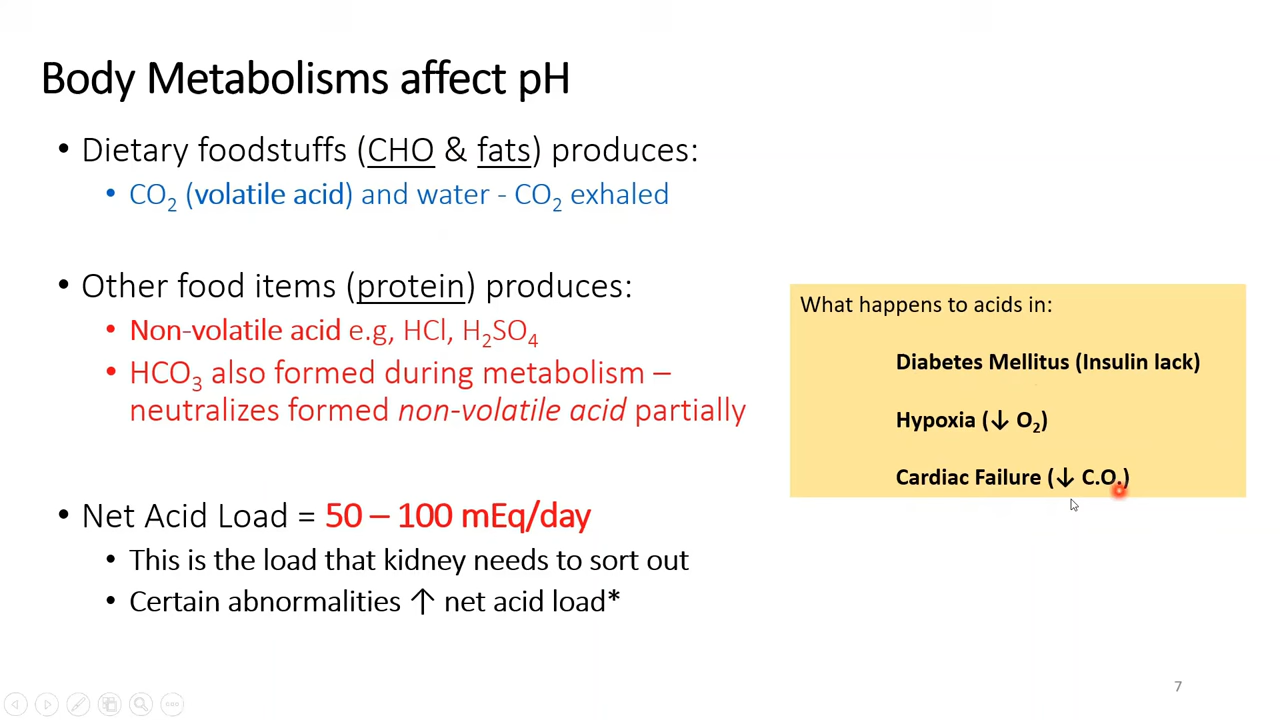 Body Metabolisms affect pH
• Dietary foodstuffs (CHO & fats) produces:
• CO₂ (volatile acid) and water - CO₂ exhaled
• Other food items (protein) produces:
• Non-volatile acid e.g, HCl, H₂SO₄
• HCO₃ also formed during metabolism –
neutralizes formed non-volatile acid partially
• Net Acid Load = 50 – 100 mEq/day
• This is the load that kidney needs to sort out
• Certain abnormalities ↑ net acid load*
What happens to acids in:
Diabetes Mellitus (Insulin lack)
Hypoxia (↓ O₂)
Cardiac Failure (↓ C.O.)
7